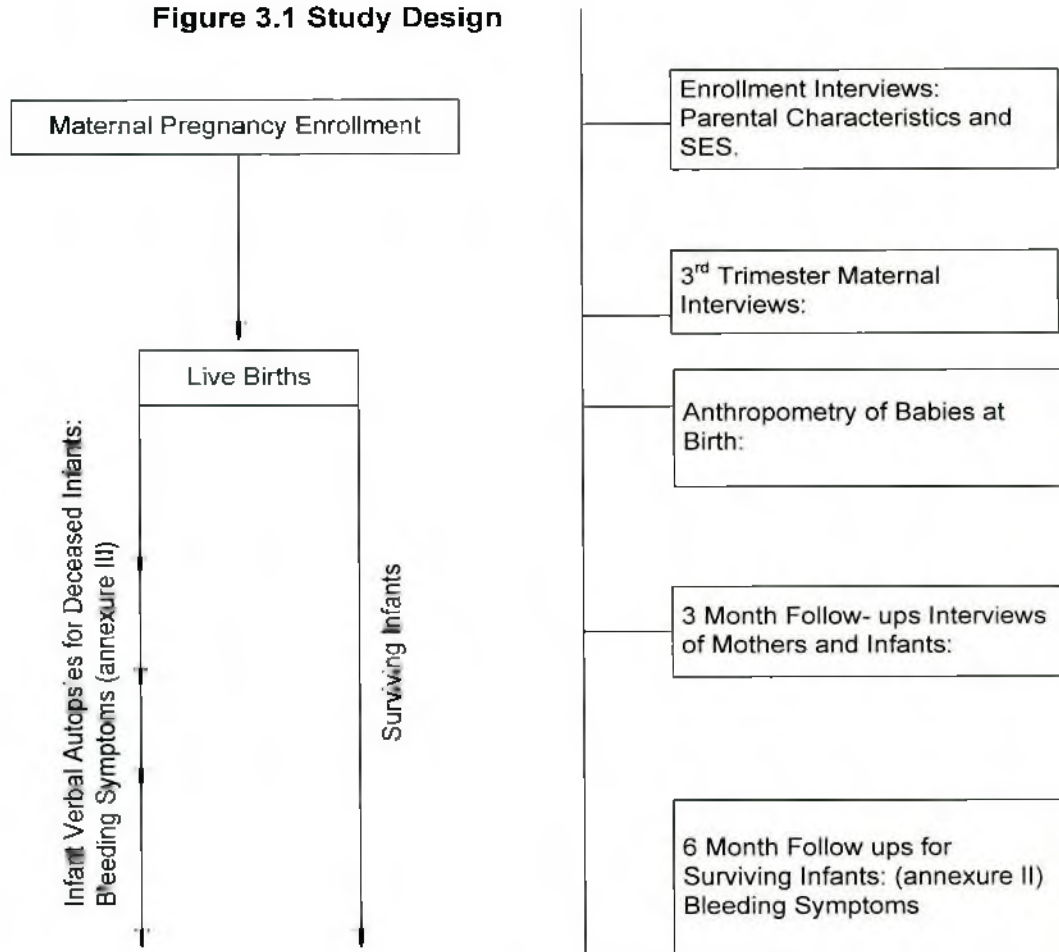 Figure 3.1 Study Design
Maternal Pregnancy Enrollment
Live Births
Infant Verbal Autopsies for Deceased Infants:
Bleeding Symptoms (annexure III)
Surviving Infants
Enrollment Interviews:
Parental Characteristics and
SES.
3rd Trimester Maternal
Interviews:
Anthropometry of Babies at
Birth:
3 Month Follow- ups Interviews
of Mothers and Infants:
6 Month Follow ups for
Surviving Infants: (annexure II)
Bleeding Symptoms